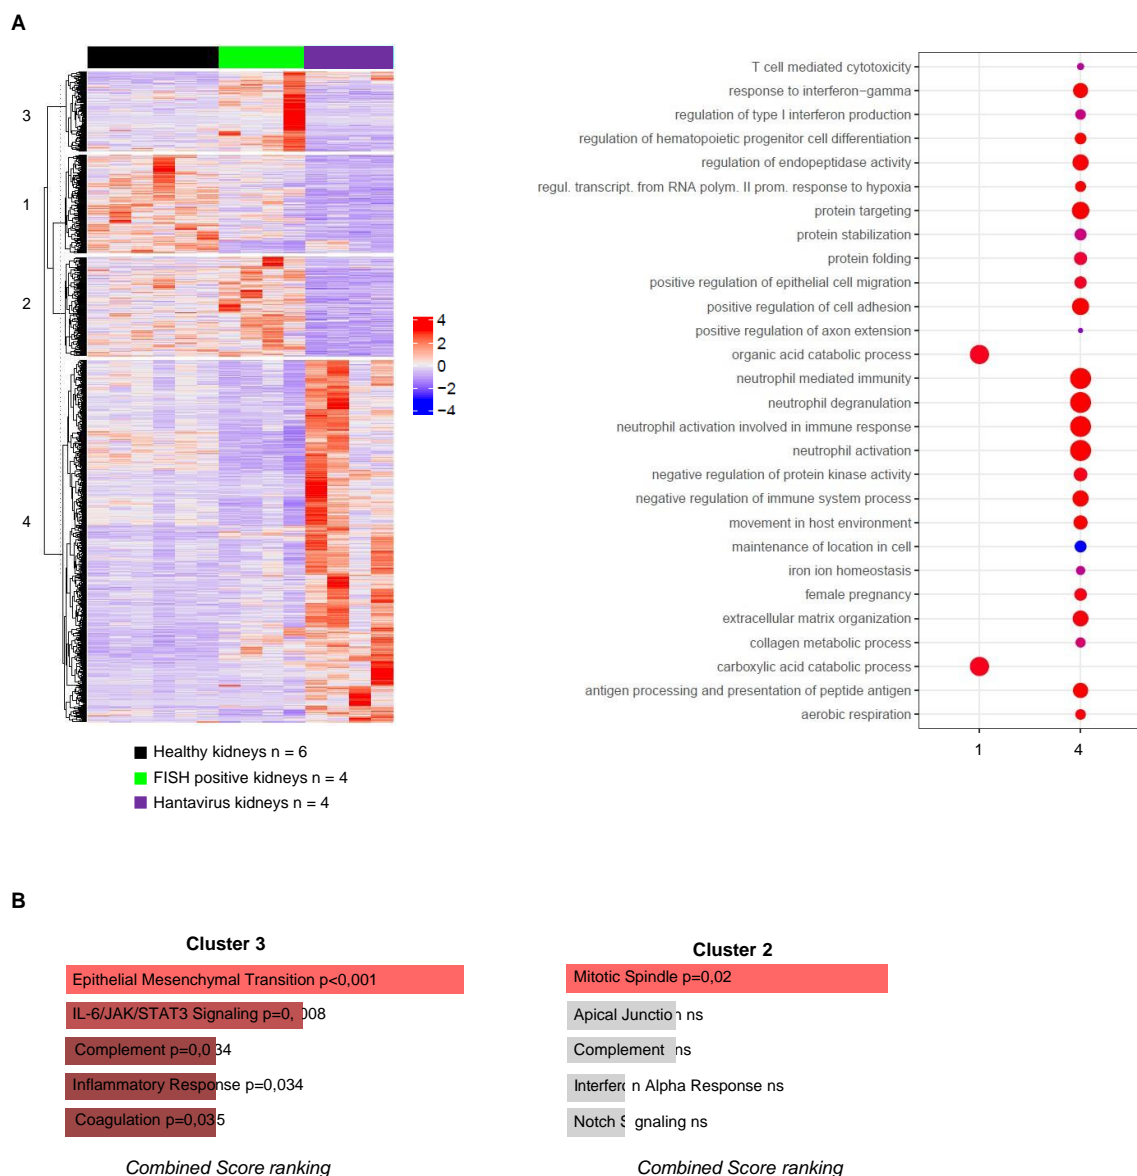 A
3
1
2
4
4
2
0
−2
−4
Healthy kidneys n = 6
FISH positive kidneys n = 4
Hantavirus kidneys n = 4
T cell mediated cytotoxicity
response to interferon−gamma
regulation of type I interferon production
regulation of hematopoietic progenitor cell differentiation
regulation of endopeptidase activity
regul. transcript. from RNA polym. II prom. response to hypoxia
protein targeting
protein stabilization
protein folding
positive regulation of epithelial cell migration
positive regulation of cell adhesion
positive regulation of axon extension
organic acid catabolic process
neutrophil mediated immunity
neutrophil degranulation
neutrophil activation involved in immune response
neutrophil activation
negative regulation of protein kinase activity
negative regulation of immune system process
movement in host environment
maintenance of location in cell
iron ion homeostasis
female pregnancy
extracellular matrix organization
collagen metabolic process
carboxylic acid catabolic process
antigen processing and presentation of peptide antigen
aerobic respiration
1 4
B
Cluster 3
Epithelial Mesenchymal Transition p<0,001
IL-6/JAK/STAT3 Signaling p=0,008
Complement p=0,034
Inflammatory Response p=0,034
Coagulation p=0,035
Combined Score ranking
Cluster 2
Mitotic Spindle p=0,02
Apical Junction ns
Complement ns
Interferon Alpha Response ns
Notch Signaling ns
Combined Score ranking